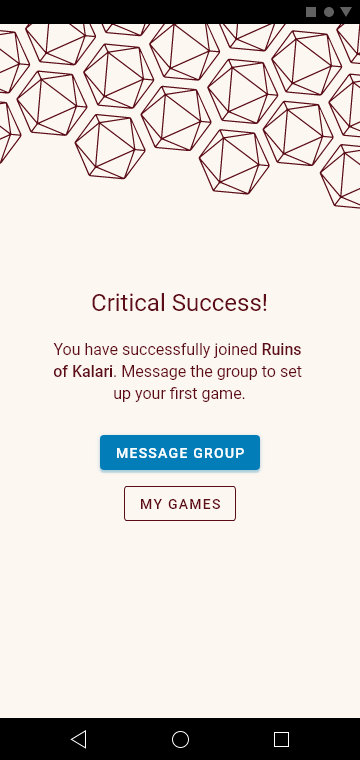 Critical Success!
You have successfully joined Ruins
of Kalari. Message the group to set
up your first game.
MESSAGE GROUP
MY GAMES